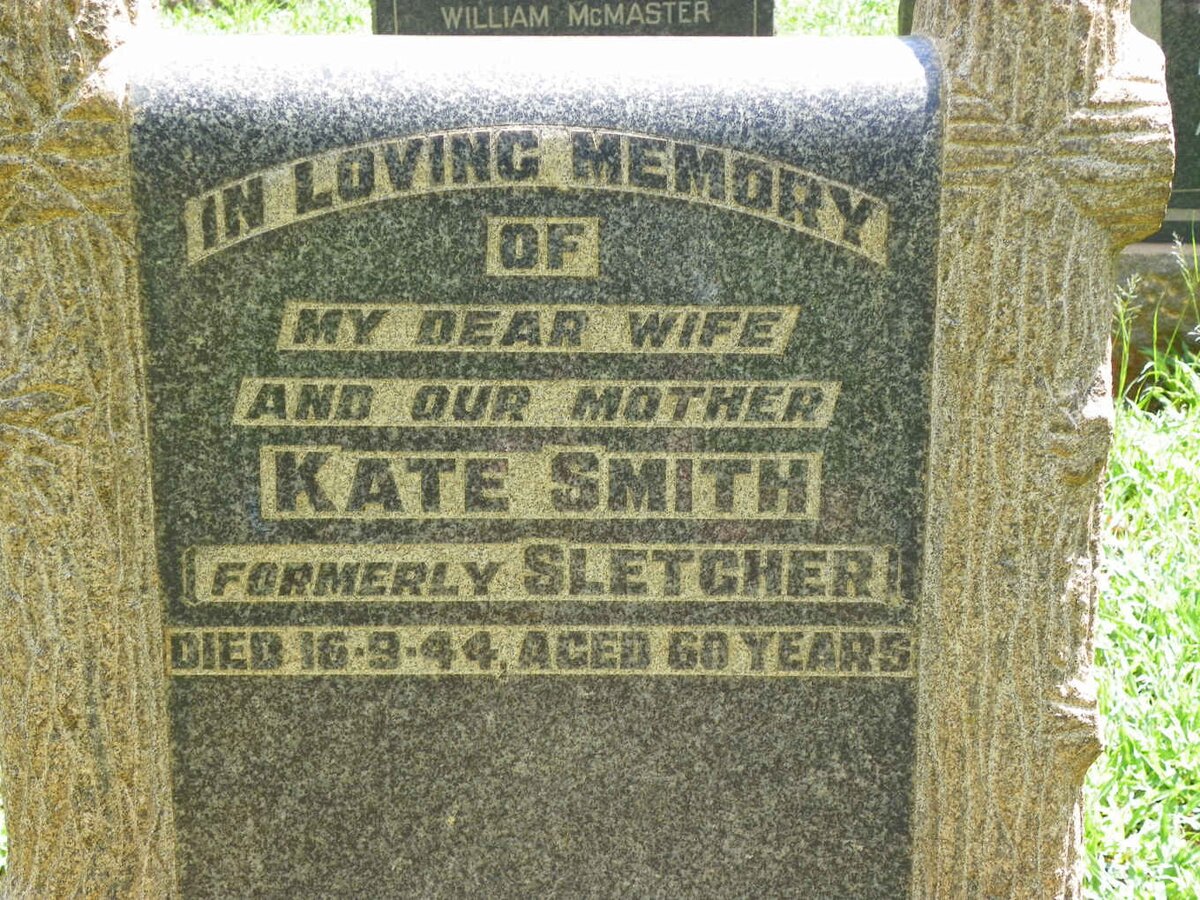 WILLIAM McMASTER
IN LOVING MEMORY
OF
MY DEAR WIFE
AND OUR MOTHER
KATE SMITH
(FORMERLY SLETCHER)
DIED 16-9-44, AGED 60 YEARS